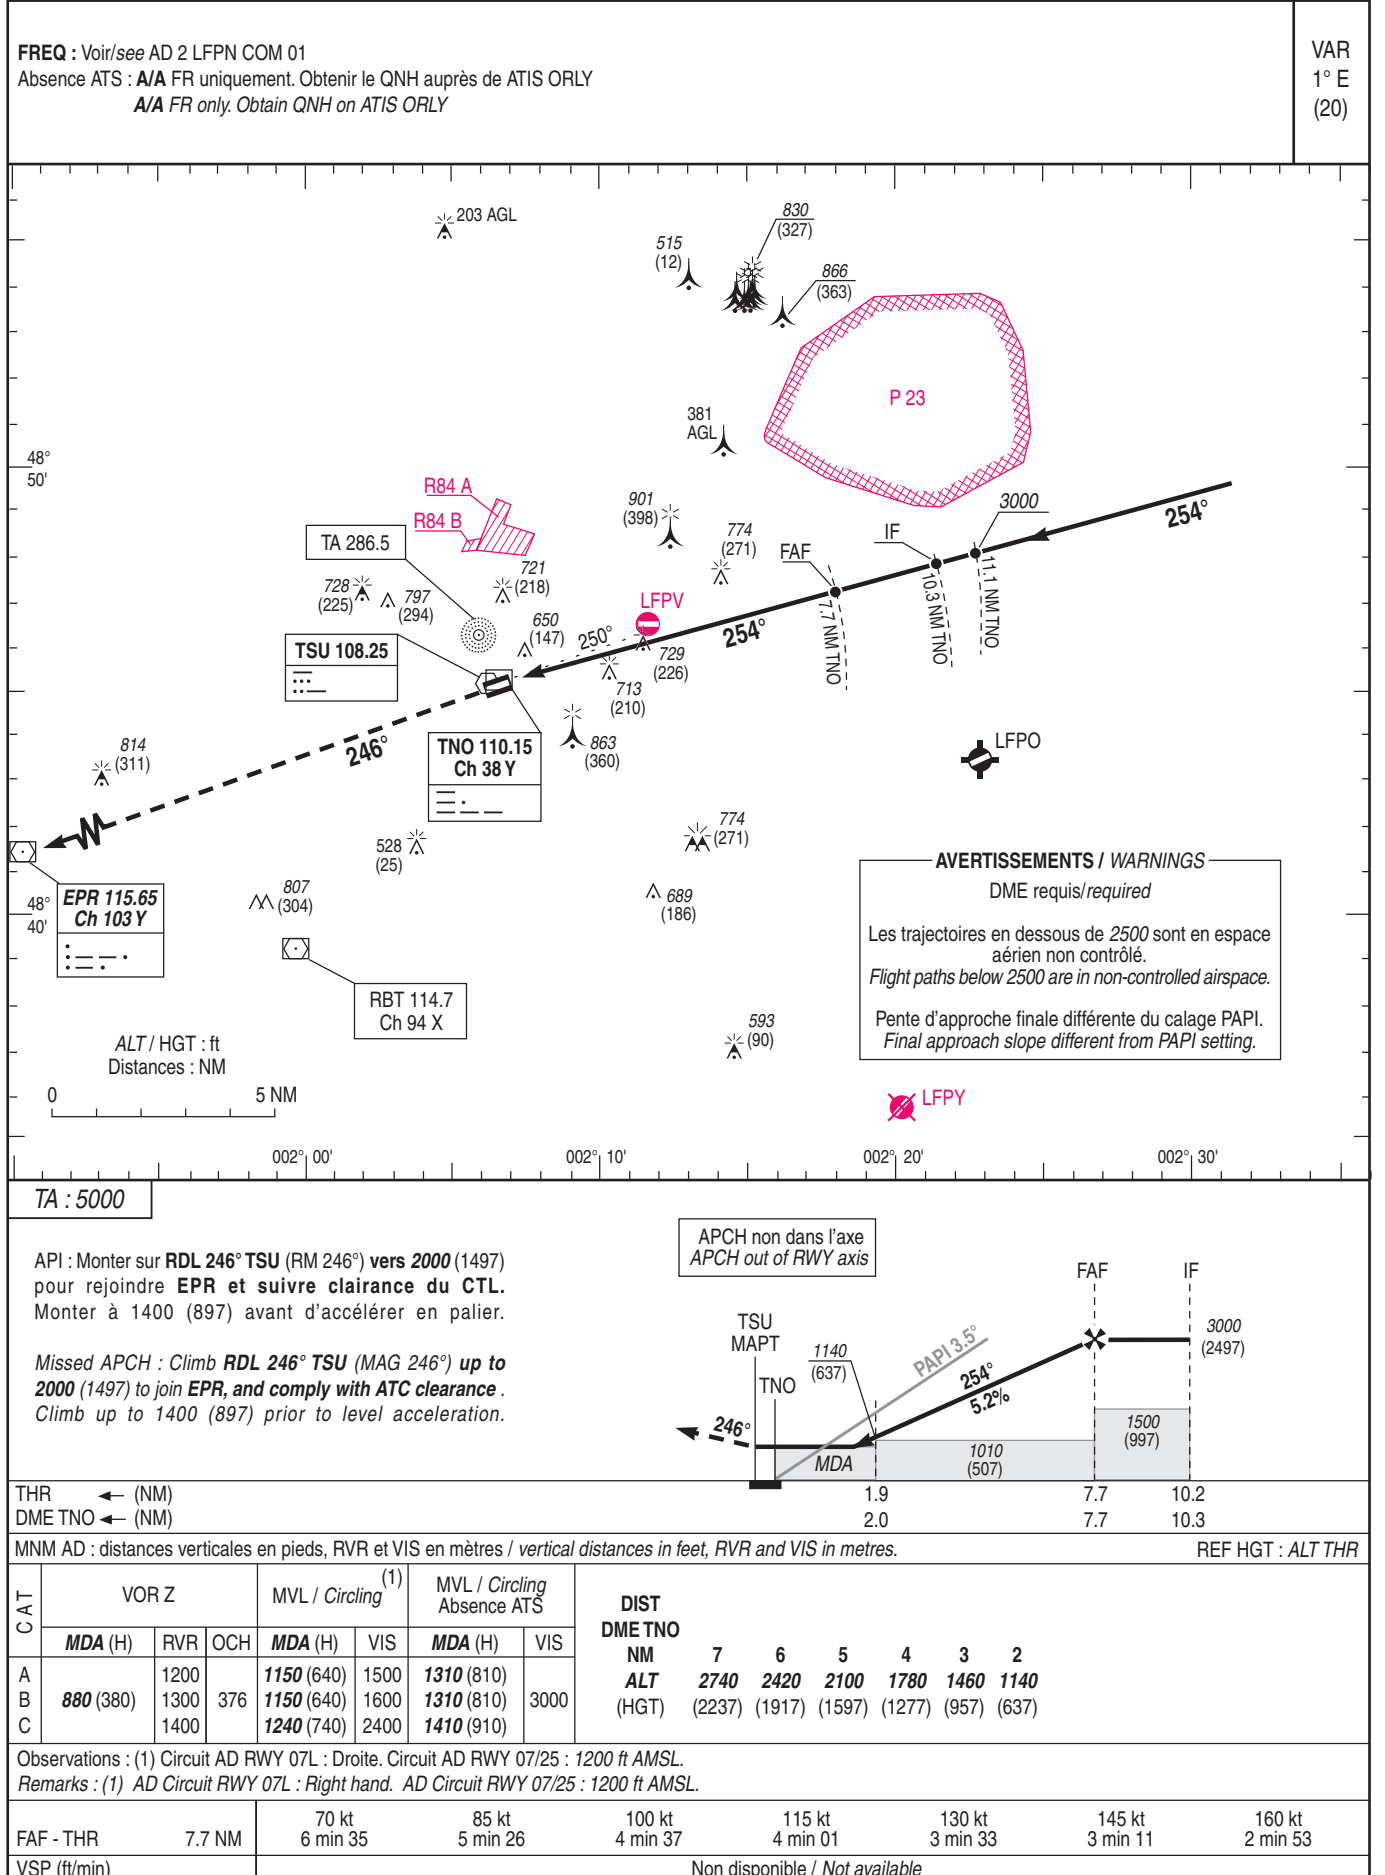 FREQ : Voir/see AD 2 LFPN COM 01
Absence ATS : A/A FR uniquement. Obtenir le QNH auprès de ATIS ORLY
A/A FR only. Obtain QNH on ATIS ORLY
VAR
1° E
(20)
203 AGL
830
(327)
515
(12)
866
(363)
P 23
381
AGL
48°
50'
R84 A
R84 B
901
(398)
3000
254°
IF
774
(271)
FAF
TA 286.5
721
(218)
728
(225)
797
(294)
LFPV
650
(147)
250°
254°
7.7 NM TNO
10.3 NM TNO
11.1 NM TNO
TSU 108.25
729
(226)
713
(210)
246°
TNO 110.15
Ch 38 Y
863
(360)
LFPO
814
(311)
774
(271)
528
(25)
EPR 115.65
Ch 103 Y
48°
40'
807
(304)
689
(186)
RBT 114.7
Ch 94 X
593
(90)
LFPY
AVERTISSEMENTS / WARNINGS
DME requis/required
Les trajectoires en dessous de 2500 sont en espace
aérien non contrôlé.
Flight paths below 2500 are in non-controlled airspace.
Pente d'approche finale différente du calage PAPI.
Final approach slope different from PAPI setting.
ALT / HGT : ft
Distances : NM
0 5 NM
002° 00' 002° 10' 002° 20' 002° 30'
TA : 5000
API : Monter sur RDL 246° TSU (RM 246°) vers 2000 (1497)
pour rejoindre EPR et suivre clairance du CTL.
Monter à 1400 (897) avant d'accélérer en palier.
Missed APCH : Climb RDL 246° TSU (MAG 246°) up to
2000 (1497) to join EPR, and comply with ATC clearance .
Climb up to 1400 (897) prior to level acceleration.
APCH non dans l'axe
APCH out of RWY axis
FAF IF
TSU
MAPT
TNO
1140
(637)
PAPI 3.5°
254°
5.2%
3000
(2497)
246°
MDA
1010
(507)
1500
(997)
THR (NM) 1.9 7.7 10.2
DME TNO (NM) 2.0 7.7 10.3
MNM AD : distances verticales en pieds, RVR et VIS en mètres / vertical distances in feet, RVR and VIS in metres. REF HGT : ALT THR
CAT
VOR Z
MVL / Circling (1)
MVL / Circling
Absence ATS
MDA (H) RVR OCH MDA (H) VIS MDA (H) VIS
A 1200 1150 (640) 1500 1310 (810)
B 880 (380) 1300 376 1150 (640) 1600 1310 (810) 3000
C 1400 1240 (740) 2400 1410 (910)
DIST
DME TNO
NM 7 6 5 4 3 2
ALT 2740 2420 2100 1780 1460 1140
(HGT) (2237) (1917) (1597) (1277) (957) (637)
Observations : (1) Circuit AD RWY 07L : Droite. Circuit AD RWY 07/25 : 1200 ft AMSL.
Remarks : (1) AD Circuit RWY 07L : Right hand. AD Circuit RWY 07/25 : 1200 ft AMSL.
70 kt 85 kt 100 kt 115 kt 130 kt 145 kt 160 kt
FAF - THR 7.7 NM 6 min 35 5 min 26 4 min 37 4 min 01 3 min 33 3 min 11 2 min 53
VSP (ft/min) Non disponible / Not available